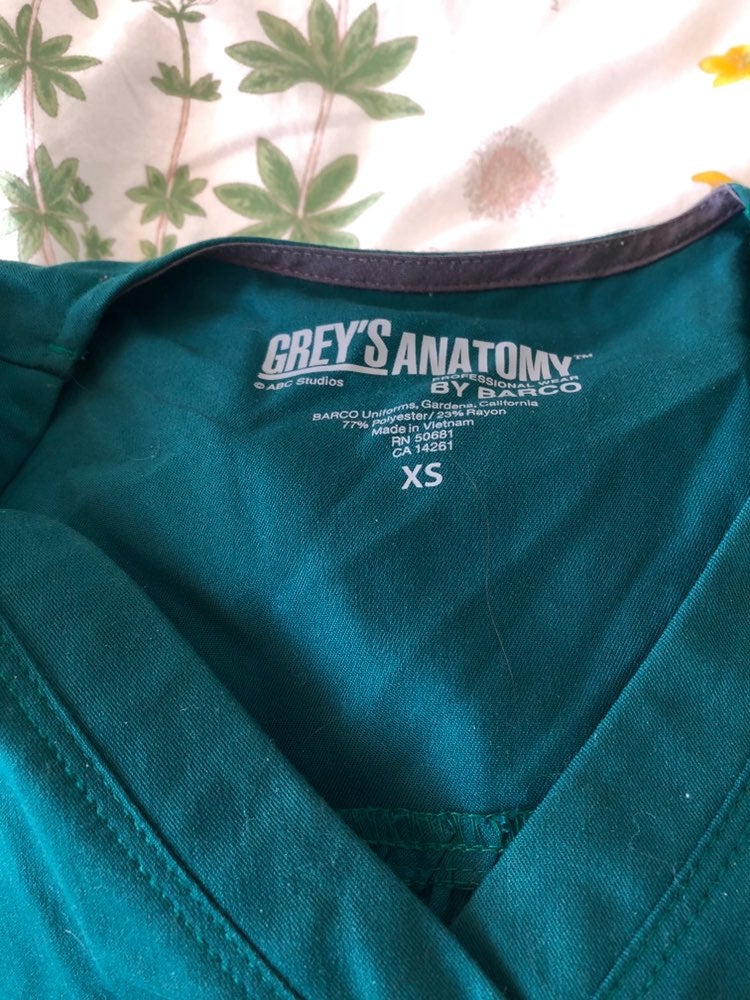 GREY'S ANATOMY™
© ABC Studios PROFESSIONAL WEAR
BY BARCO
BARCO Uniforms, Gardena, California
77% Polyester/ 23% Rayon
Made in Vietnam
RN 50681
CA 14261
XS